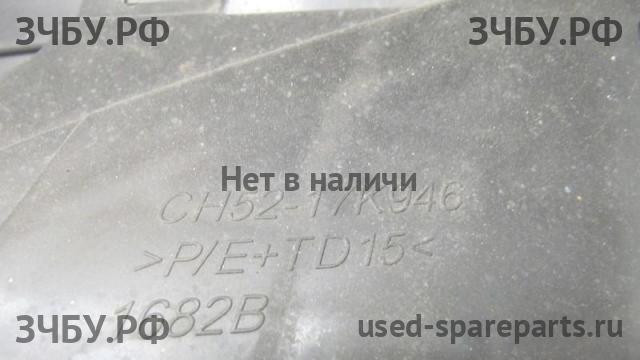 ЗЧБУ.РФ ЗЧБУ.РФ
Нет в наличи
CH52-17K946
>P/E+TD15<
1682B
ЗЧБУ.РФ used-spareparts.ru